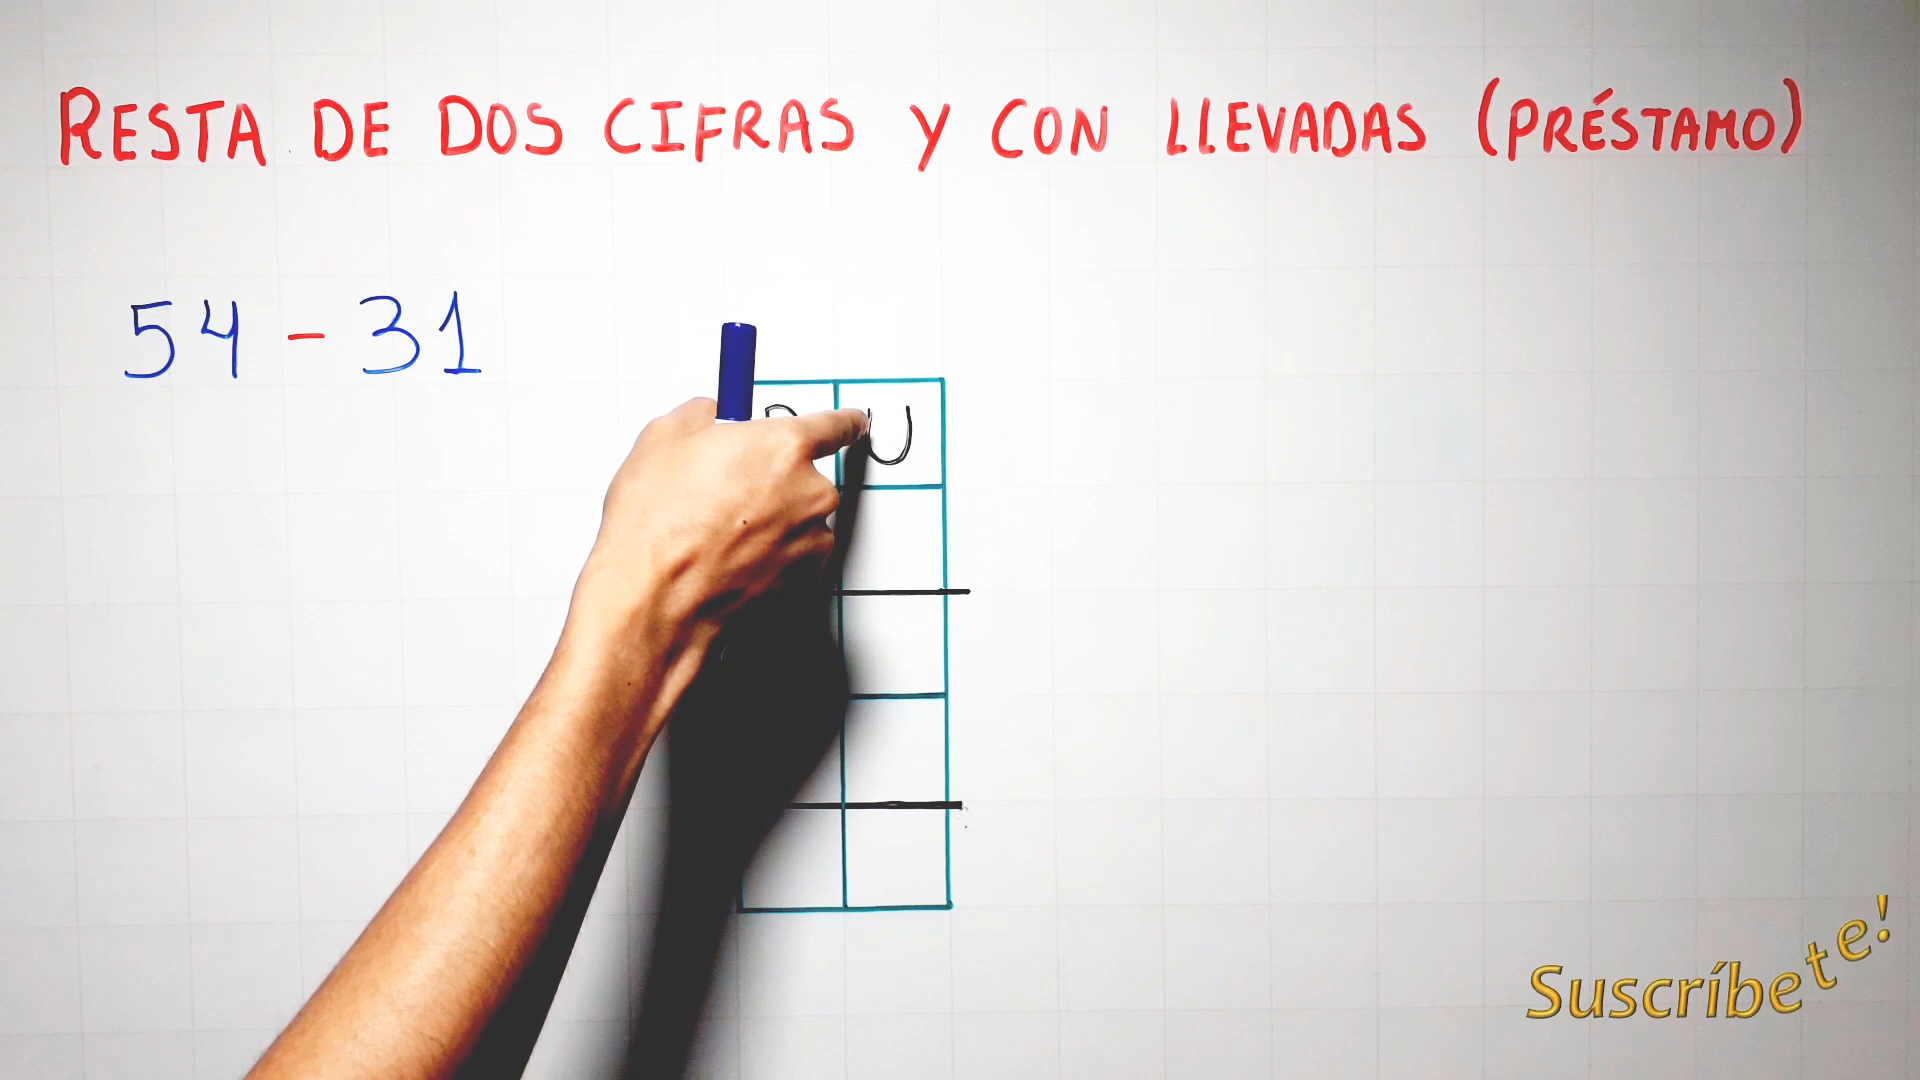 RESTA DE DOS CIFRAS Y CON LLEVADAS (PRÉSTAMO)
54 - 31
U
Suscríbete!